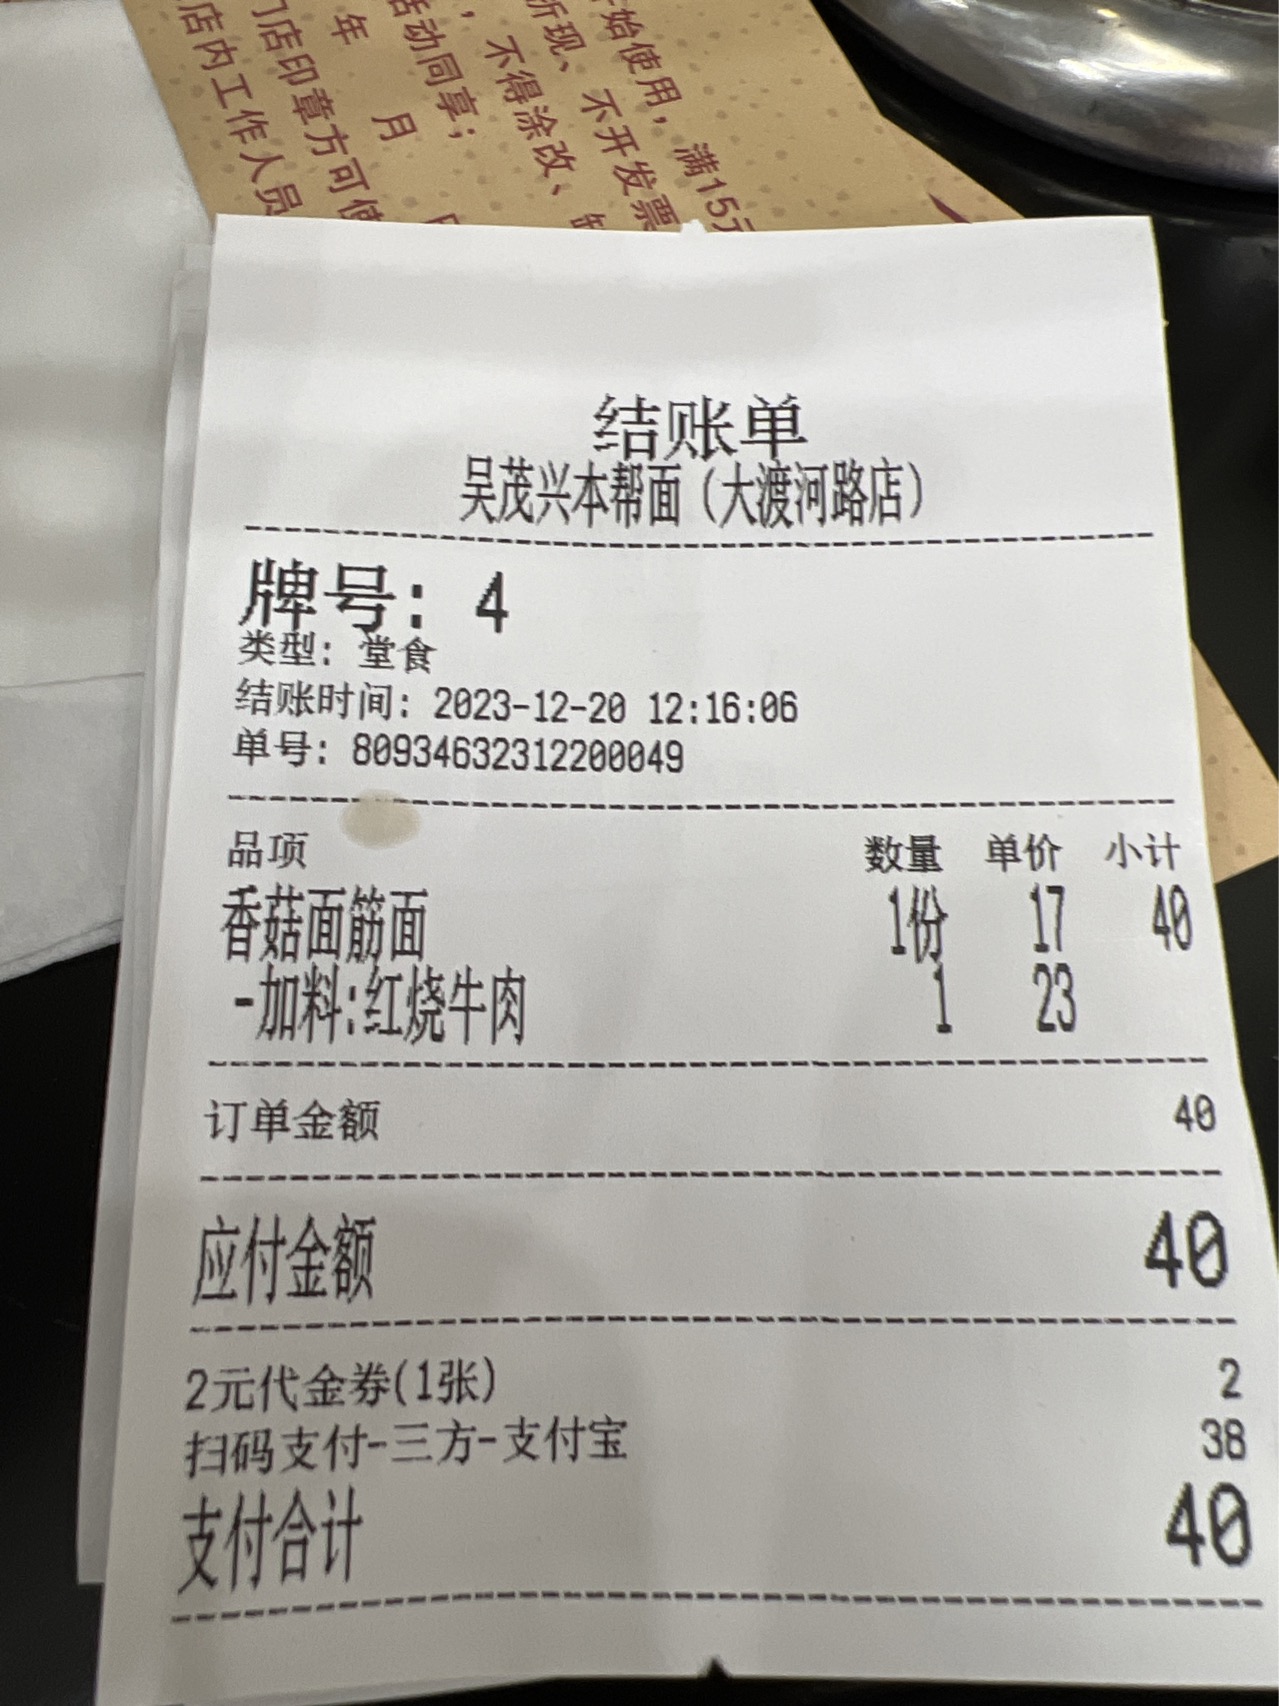 始使用，满15元
折现、不开发票
，不得涂改、
活动同享；
年 月
门店印章方可使
店内工作人员
结账单
吴茂兴本帮面（大渡河路店）
牌号：4
类型：堂食
结账时间：2023-12-20 12:16:06
单号：80934632312200049
品项 数量 单价 小计
香菇面筋面 1份 17 40
-加料:红烧牛肉 1 23
订单金额 40
应付金额 40
2元代金券(1张) 2
扫码支付-三方-支付宝 38
支付合计 40